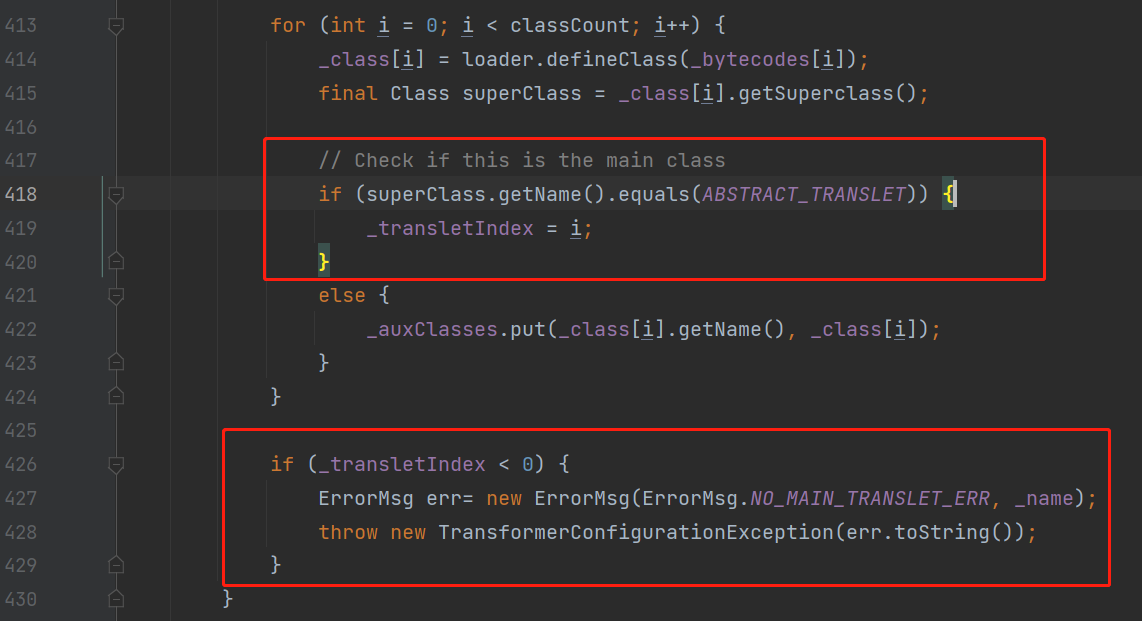 413 for (int i = 0; i < classCount; i++) {
414 _class[i] = loader.defineClass(_bytecodes[i]);
415 final Class superClass = _class[i].getSuperclass();
416
417 // Check if this is the main class
418 if (superClass.getName().equals(ABSTRACT_TRANSLET)) {
419 _transletIndex = i;
420 }
421 else {
422 _auxClasses.put(_class[i].getName(), _class[i]);
423 }
424 }
425
426 if (_transletIndex < 0) {
427 ErrorMsg err= new ErrorMsg(ErrorMsg.NO_MAIN_TRANSLET_ERR, _name);
428 throw new TransformerConfigurationException(err.toString());
429 }
430 }